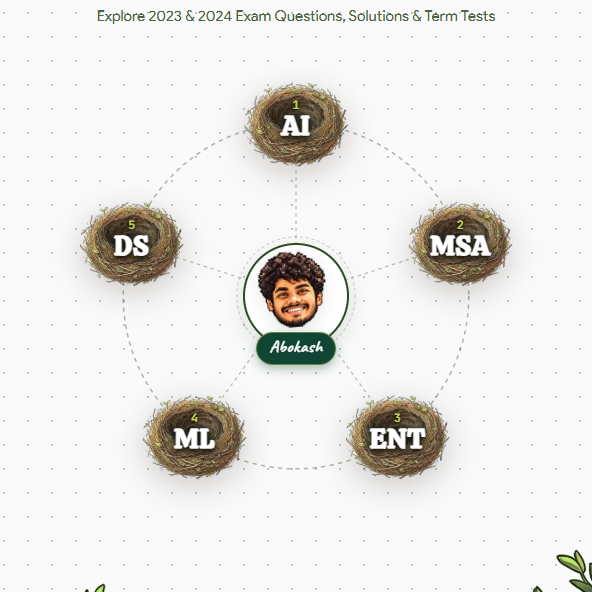 Explore 2023 & 2024 Exam Questions, Solutions & Term Tests
1
AI
5
DS
2
MSA
Abokash
4
ML
3
ENT